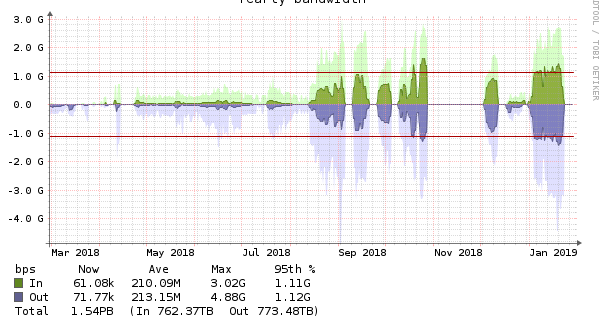 Yearly bandwidth
RDTOOL / TOBI OETIKER
3.0 G
2.0 G
1.0 G
0.0
-1.0 G
-2.0 G
-3.0 G
-4.0 G
Mar 2018 May 2018 Jul 2018 Sep 2018 Nov 2018 Jan 2019
bps Now Ave Max 95th %
In 61.08k 210.09M 3.02G 1.11G
Out 71.77k 213.15M 4.88G 1.12G
Total 1.54PB (In 762.37TB Out 773.48TB)